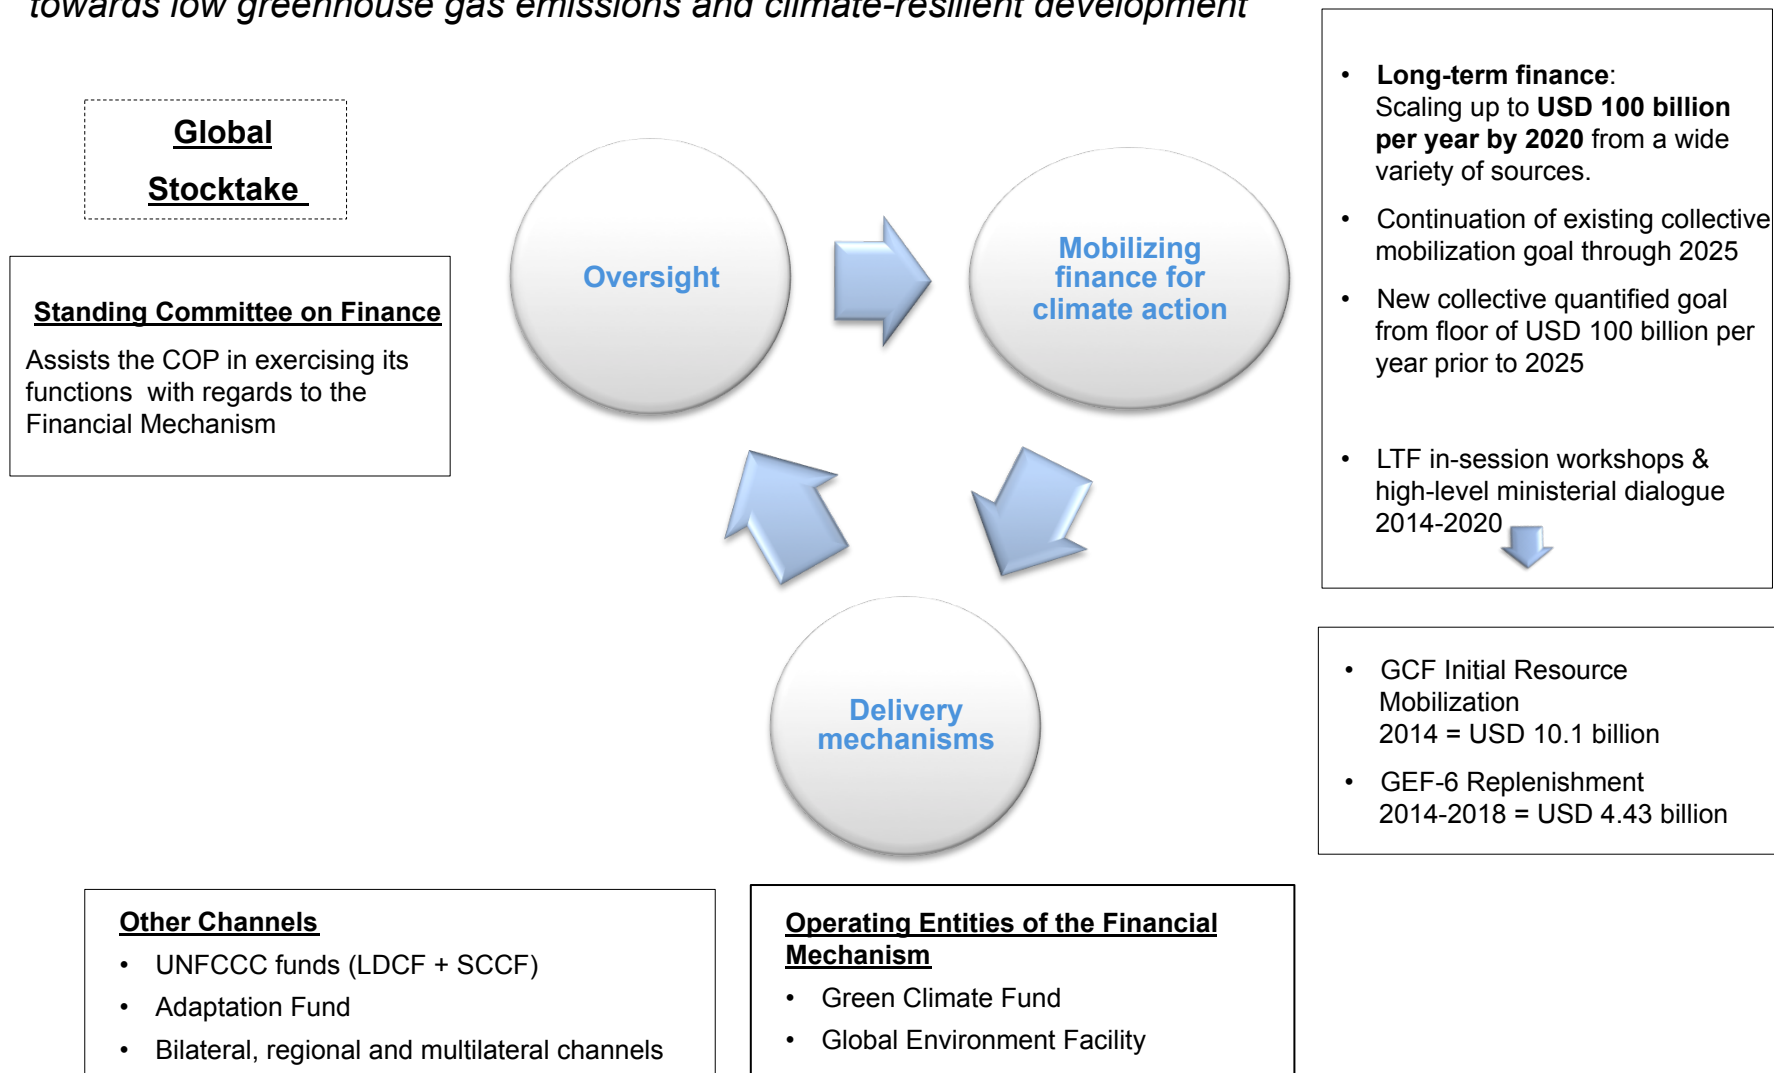 towards low greenhouse gas emissions and climate-resilient development
Global
Stocktake
Standing Committee on Finance
Assists the COP in exercising its
functions with regards to the
Financial Mechanism
Oversight
Mobilizing
finance for
climate action
Delivery
mechanisms
• Long-term finance:
Scaling up to USD 100 billion
per year by 2020 from a wide
variety of sources.
• Continuation of existing collective
mobilization goal through 2025
• New collective quantified goal
from floor of USD 100 billion per
year prior to 2025
• LTF in-session workshops &
high-level ministerial dialogue
2014-2020
• GCF Initial Resource
Mobilization
2014 = USD 10.1 billion
• GEF-6 Replenishment
2014-2018 = USD 4.43 billion
Other Channels
• UNFCCC funds (LDCF + SCCF)
• Adaptation Fund
• Bilateral, regional and multilateral channels
Operating Entities of the Financial
Mechanism
• Green Climate Fund
• Global Environment Facility